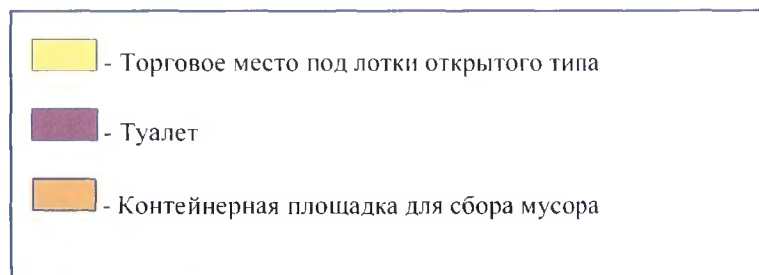 - Торговое место под лотки открытого типа
- Туалет
- Контейнерная площадка для сбора мусора